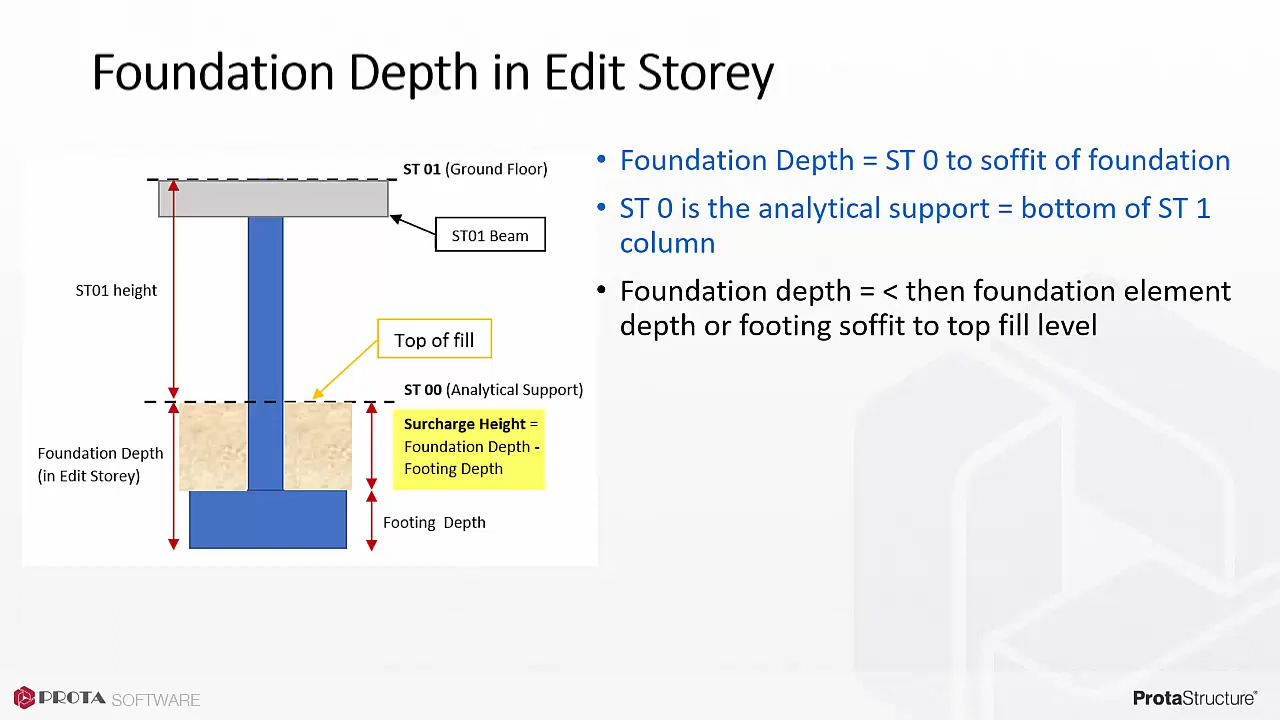 Foundation Depth in Edit Storey
ST 01 (Ground Floor)
ST01 Beam
ST01 height
Top of fill
ST 00 (Analytical Support)
Surcharge Height =
Foundation Depth -
Footing Depth
Foundation Depth
(in Edit Storey)
Footing Depth
• Foundation Depth = ST 0 to soffit of foundation
• ST 0 is the analytical support = bottom of ST 1
column
• Foundation depth = < then foundation element
depth or footing soffit to top fill level
PROTA SOFTWARE
ProtaStructure®